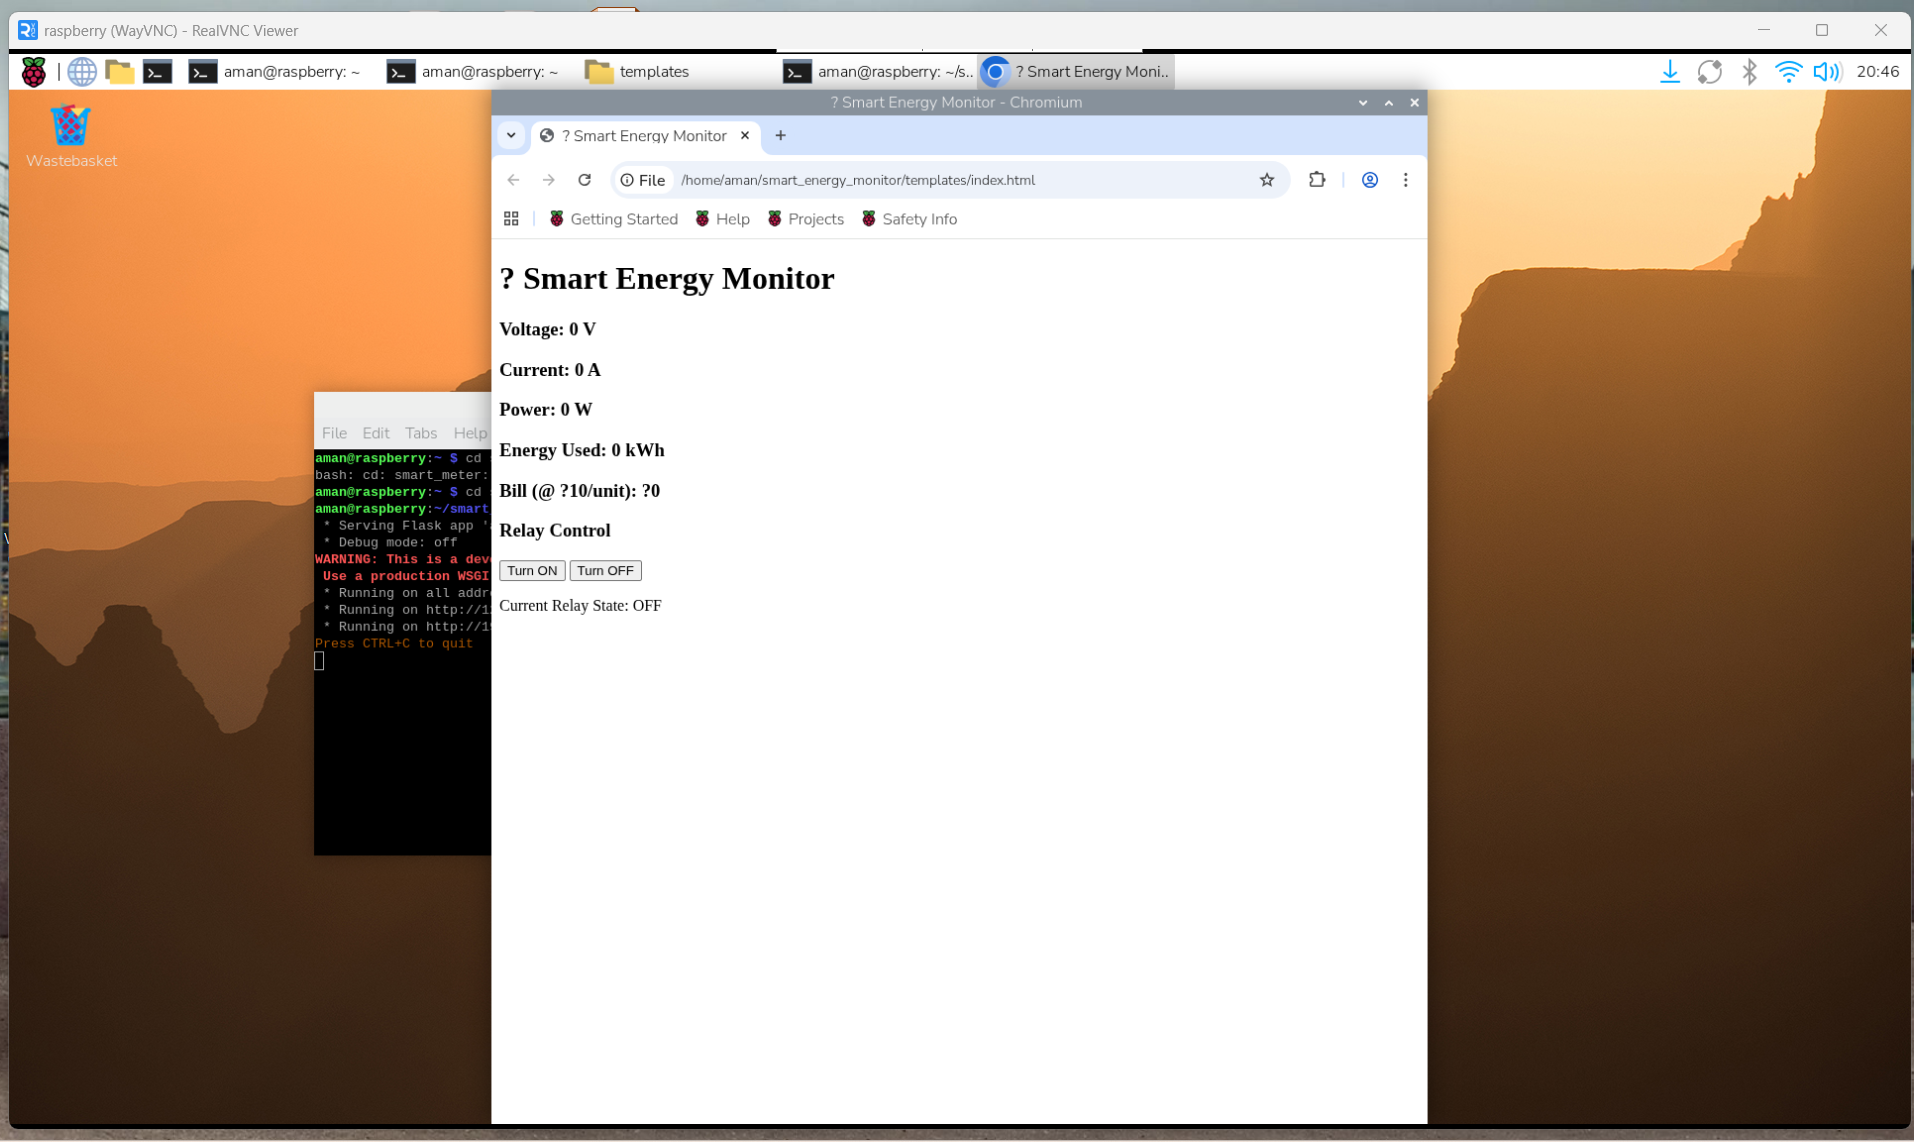 raspberry (WayVNC) - RealVNC Viewer
aman@raspberry: ~
aman@raspberry: ~
templates
aman@raspberry: ~/s..
? Smart Energy Moni..
20:46
Wastebasket
? Smart Energy Monitor - Chromium
? Smart Energy Monitor
File
/home/aman/smart_energy_monitor/templates/index.html
Getting Started
Help
Projects
Safety Info
? Smart Energy Monitor
Voltage: 0 V
Current: 0 A
Power: 0 W
Energy Used: 0 kWh
Bill (@ ?10/unit): ?0
Relay Control
Turn ON Turn OFF
Current Relay State: OFF
File Edit Tabs Help
aman@raspberry:~ $ cd
bash: cd: smart_meter:
aman@raspberry:~ $ cd
aman@raspberry:~/smart
* Serving Flask app '
* Debug mode: off
WARNING: This is a dev
Use a production WSGI
* Running on all addr
* Running on http://1
* Running on http://1
Press CTRL+C to quit